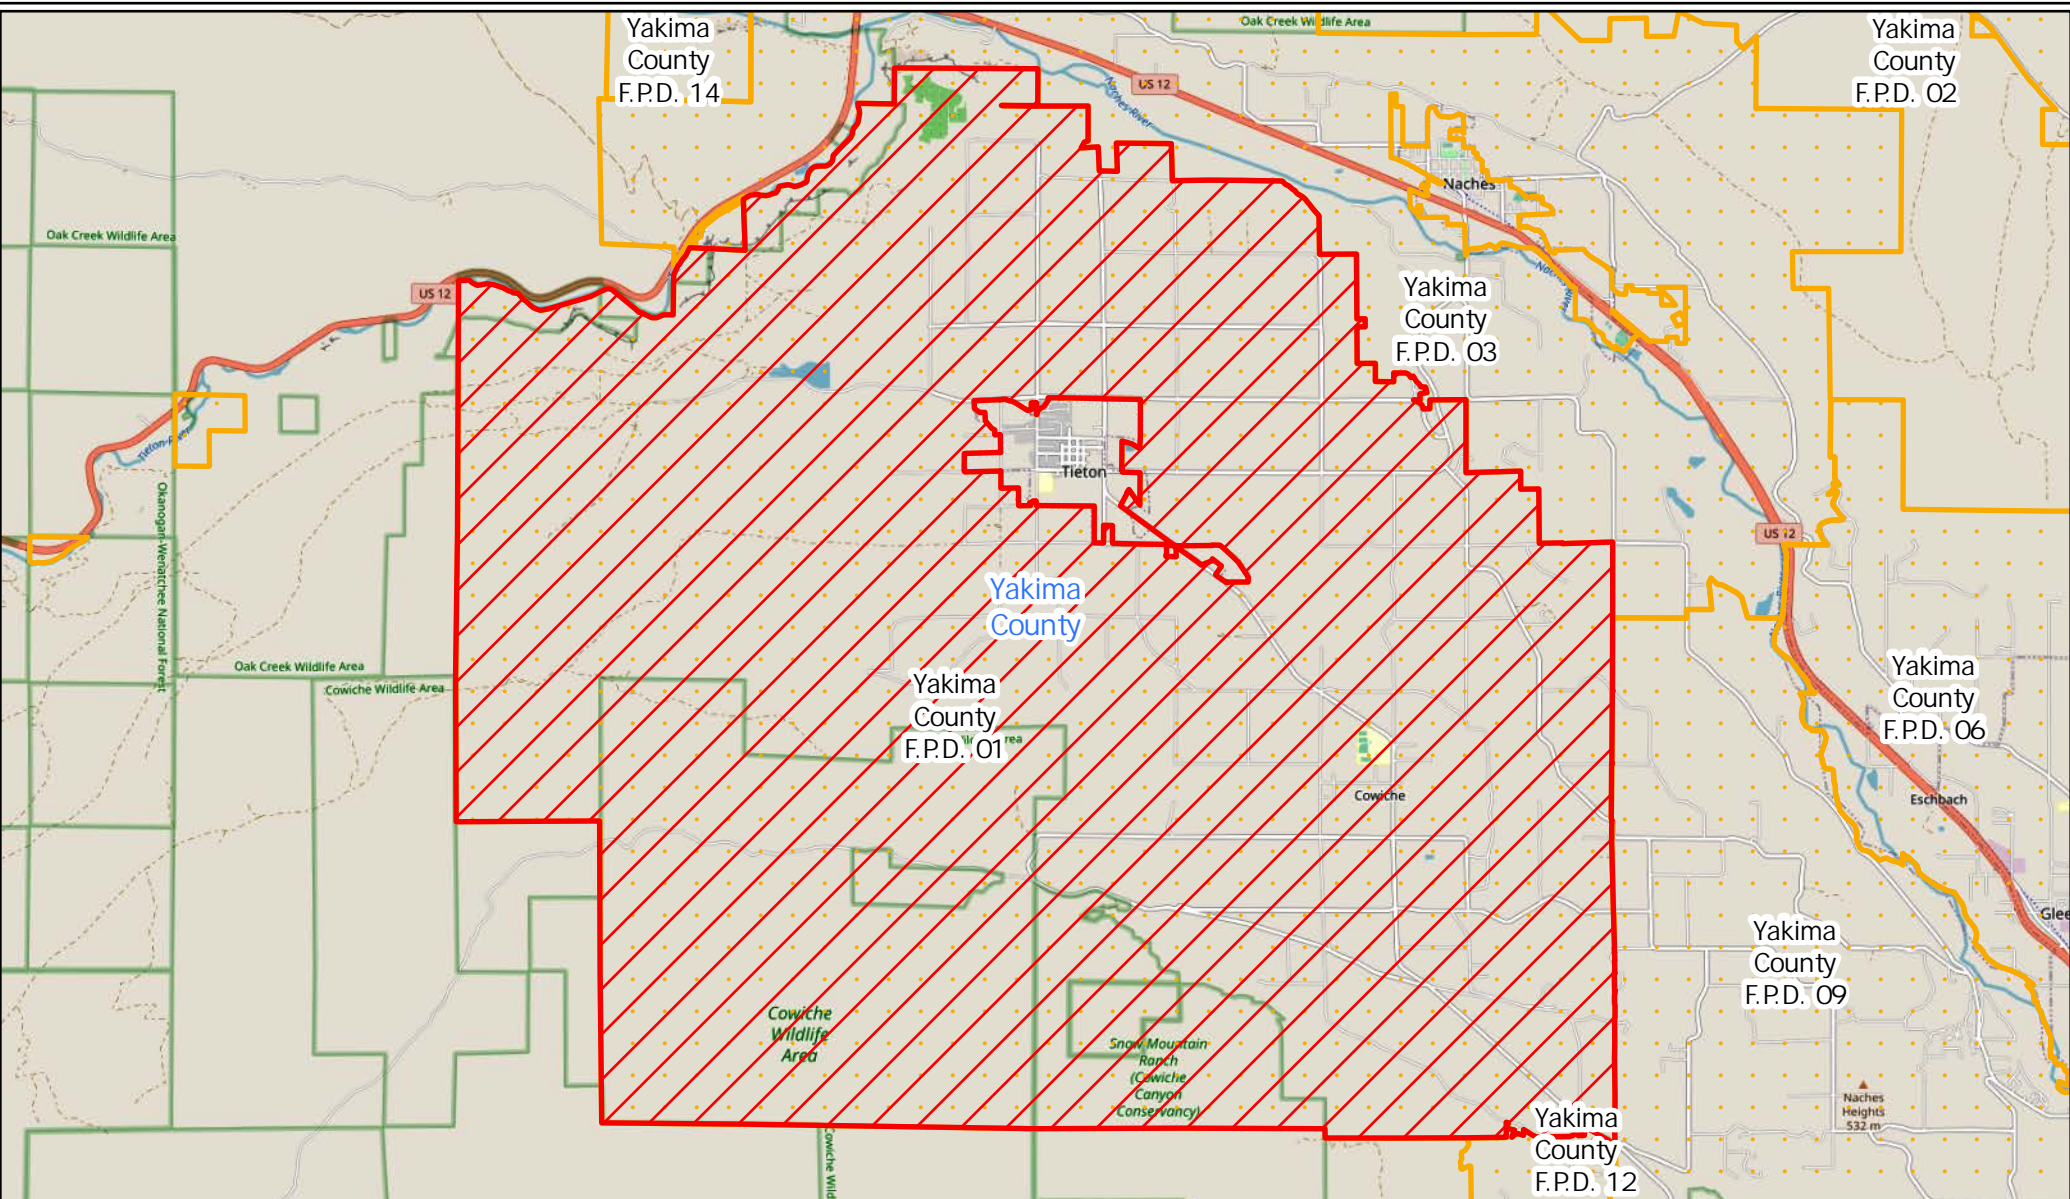 Yakima
County
F.P.D. 14
Oak Creek Wildlife Area
Yakima
County
F.P.D. 02
US 12
Naches River
Naches
Oak Creek Wildlife Area
US 12
Yakima
County
F.P.D. 03
Tieton River
Tieton
Okanogan-Wenatchee National Forest
US 12
Yakima
County
Oak Creek Wildlife Area
Cowiche Wildlife Area
Yakima
County
F.P.D. 01
Yakima
County
F.P.D. 06
Cowiche
Eschbach
Glee
Yakima
County
F.P.D. 09
Cowiche
Wildlife
Area
Snow Mountain
Ranch
(Cowiche
Canyon
Conservancy)
Naches
Heights
532 m
Yakima
County
F.P.D. 12
Cowiche Wild